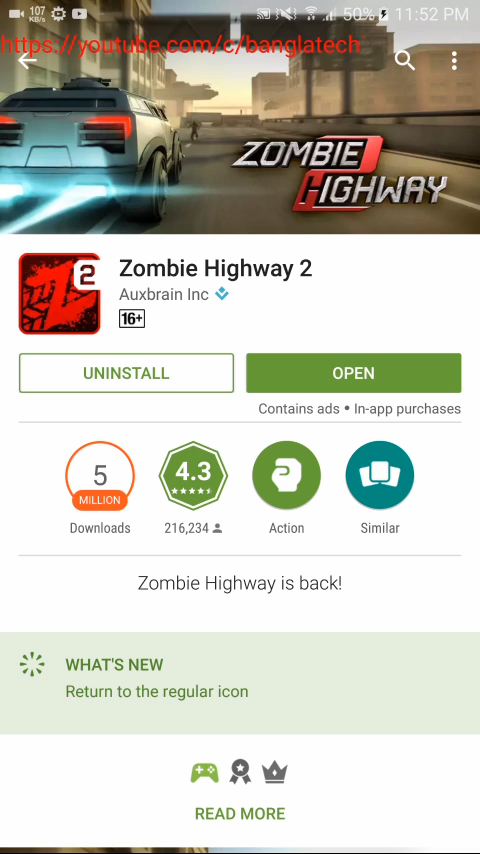 107 KB/s 50% 11:52 PM
https://youtube.com/c/banglatech
ZOMBIE
HIGHWAY
2
Zombie Highway 2
Auxbrain Inc
16+
UNINSTALL
OPEN
Contains ads • In-app purchases
5
MILLION
4.3
Downloads
216,234
Action
Similar
Zombie Highway is back!
WHAT'S NEW
Return to the regular icon
READ MORE